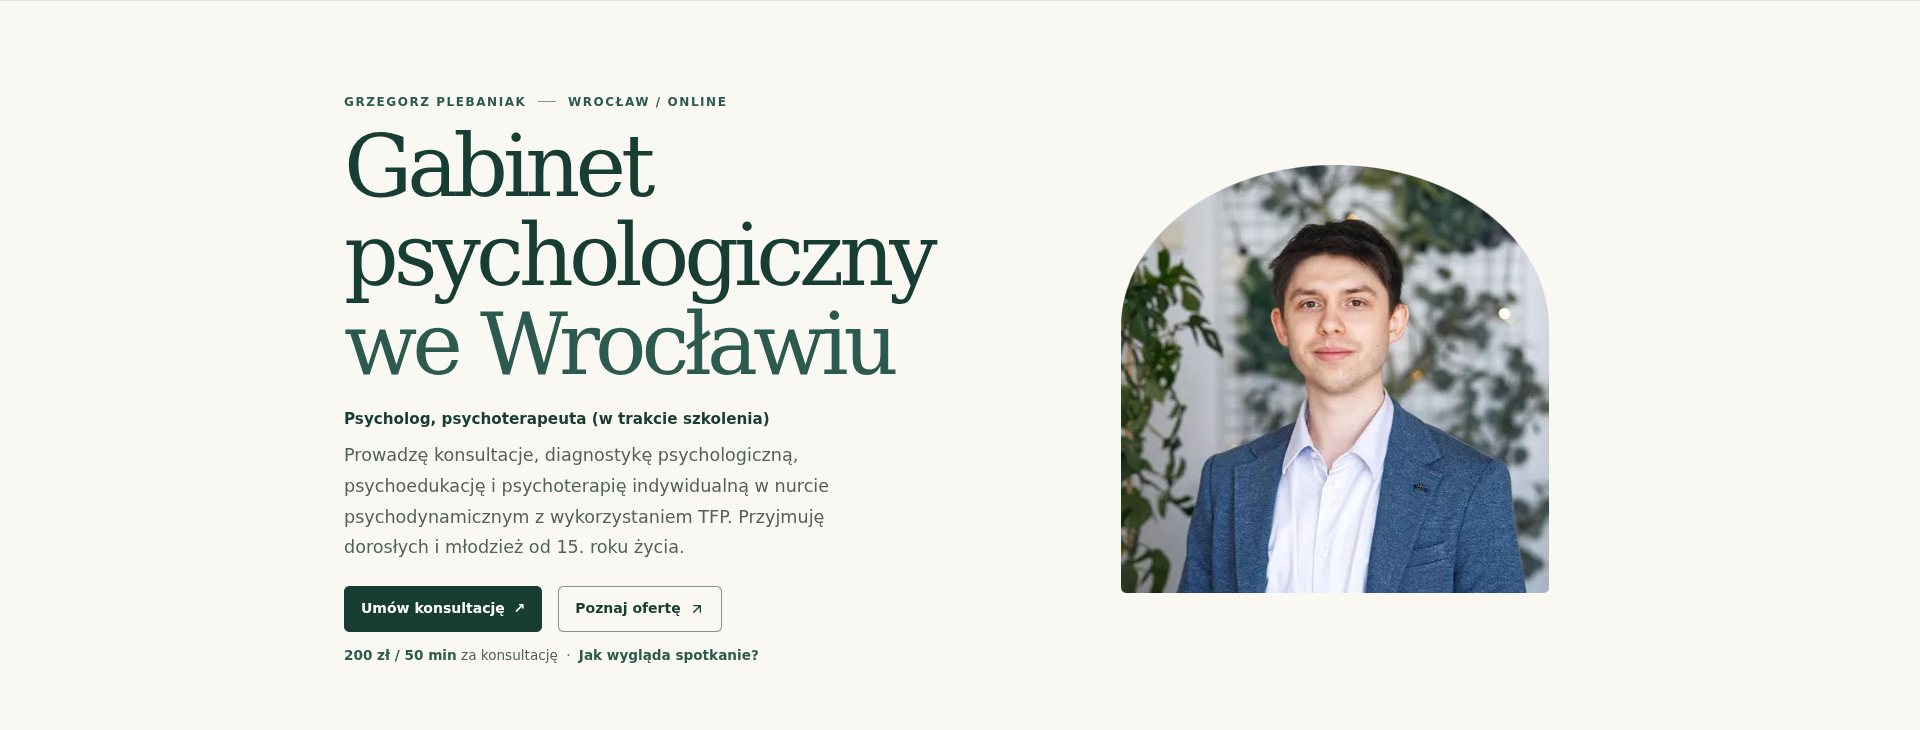 GRZEGORZ PLEBANIAK — WROCŁAW / ONLINE
Gabinet
psychologiczny
we Wrocławiu
Psycholog, psychoterapeuta (w trakcie szkolenia)
Prowadzę konsultacje, diagnostykę psychologiczną,
psychoedukację i psychoterapię indywidualną w nurcie
psychodynamicznym z wykorzystaniem TFP. Przyjmuję
dorosłych i młodzież od 15. roku życia.
Umów konsultację ↗ Poznaj ofertę ↗
200 zł / 50 min za konsultację · Jak wygląda spotkanie?